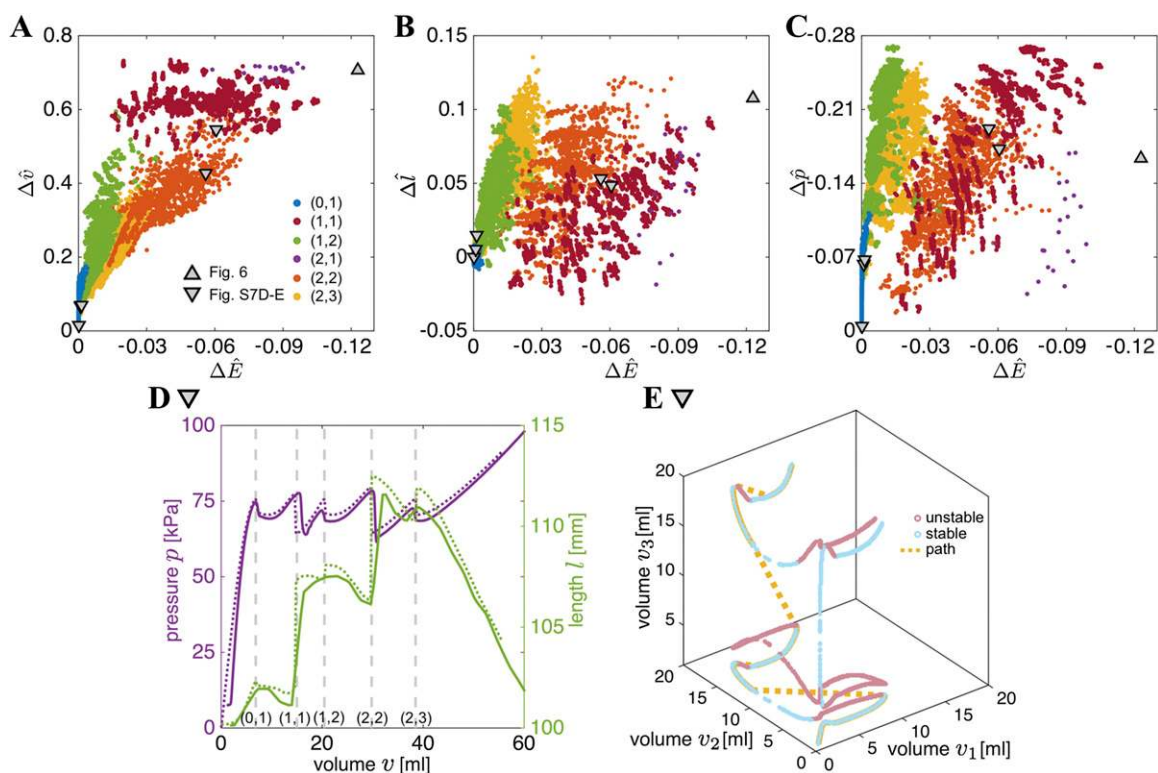 A
0.8
0.6
0.4
0.2
0
Δv̂
0 -0.03 -0.06 -0.09 -0.12
ΔÊ
(0,1)
(1,1)
(1,2)
(2,1)
(2,2)
(2,3)
Fig. 6
Fig. S7D-E
B
0.15
0.1
0.05
0
-0.05
Δl̂
0 -0.03 -0.06 -0.09 -0.12
ΔÊ
C
-0.28
-0.21
-0.14
-0.07
0
Δp̂
0 -0.03 -0.06 -0.09 -0.12
ΔÊ
D
100
75
50
25
0
pressure p [kPa]
115
110
105
100
length l [mm]
(0,1) (1,1) (1,2) (2,2) (2,3)
0 20 40 60
volume v [ml]
E
20
15
10
5
volume v3 [ml]
unstable
stable
path
20
15
10
5
0
volume v2 [ml]
0
5
10
15
20
volume v1 [ml]